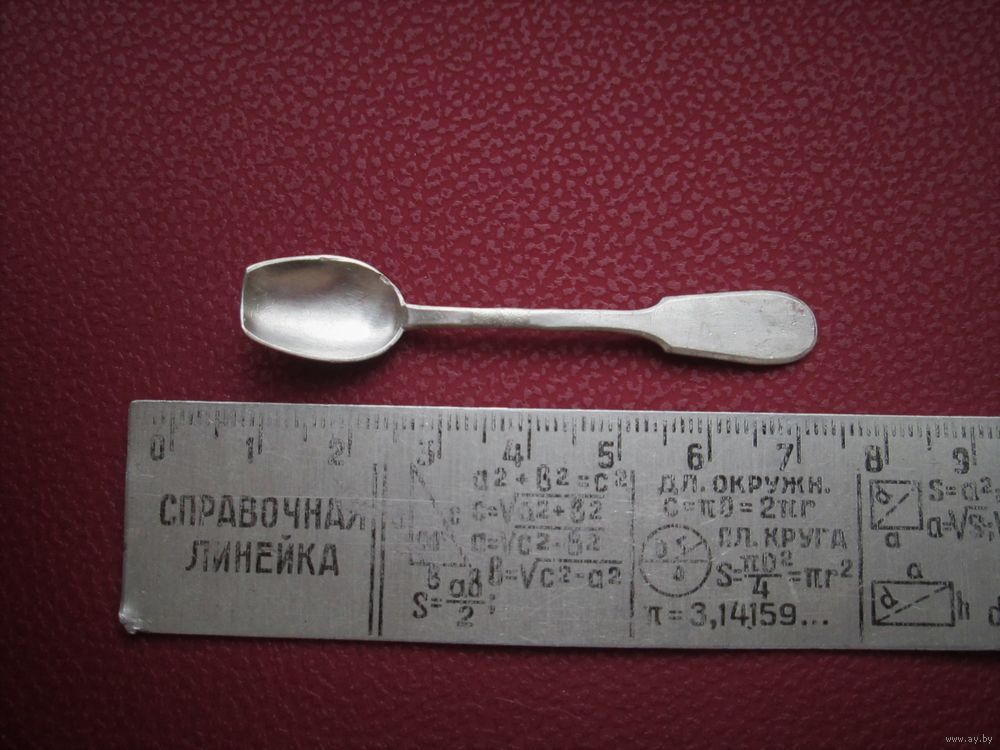 0 1 2 3 4 5 6 7 8 9
СПРАВОЧНАЯ
ЛИНЕЙКА
a²+в²=c²
c=√a²+в²
a=√c²-в²
в=√c²-a²
S=aв/2;
ДЛ. ОКРУЖН.
C=πD=2πr
ПЛ. КРУГА
S=πD²/4=πr²
π=3,14159...
S=a²
d
a
a
d
h
www.ay.by